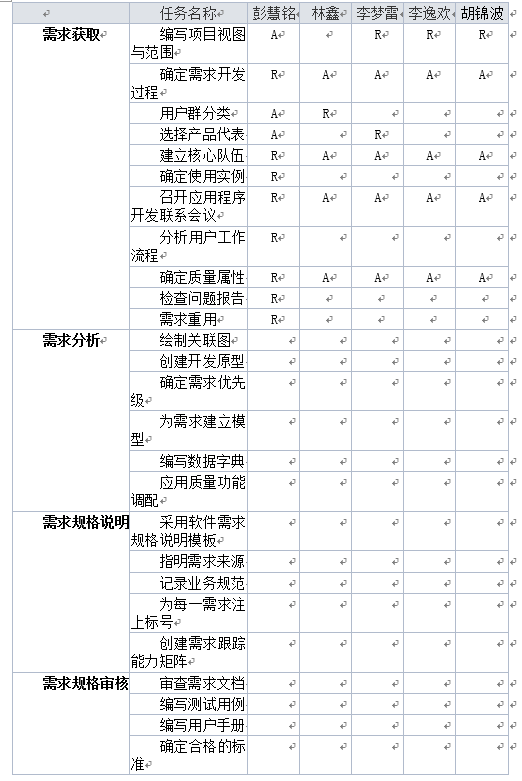 任务名称 彭慧铭 林鑫 李梦雷 李逸欢 胡锦波
需求获取 编写项目视图 A R R R
与范围
确定需求开发 R A A A A
过程
用户群分类 A R
选择产品代表 A R
建立核心队伍 R A A A A
确定使用实例 R
召开应用程序 R A A A A
开发联系会议
分析用户工作 R
流程
确定质量属性 R A A A A
检查问题报告 R
需求重用 R
需求分析 绘制关联图
创建开发原型
确定需求优先
级
为需求建立模
型
编写数据字典
应用质量功能
调配
需求规格说明 采用软件需求
规格说明模板
指明需求来源
记录业务规范
为每一需求注
上标号
创建需求跟踪
能力矩阵
需求规格审核 审查需求文档
编写测试用例
编写用户手册
确定合格的标
准